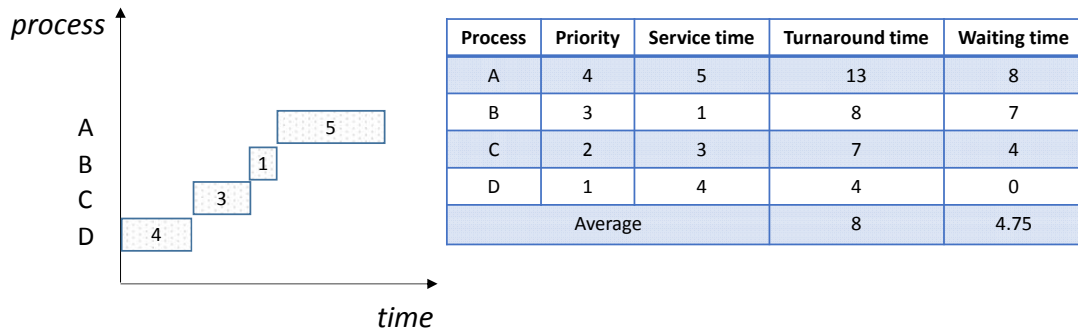 process
A
5
B
1
C
3
D
4
time
Process Priority Service time Turnaround time Waiting time
A 4 5 13 8
B 3 1 8 7
C 2 3 7 4
D 1 4 4 0
Average 8 4.75